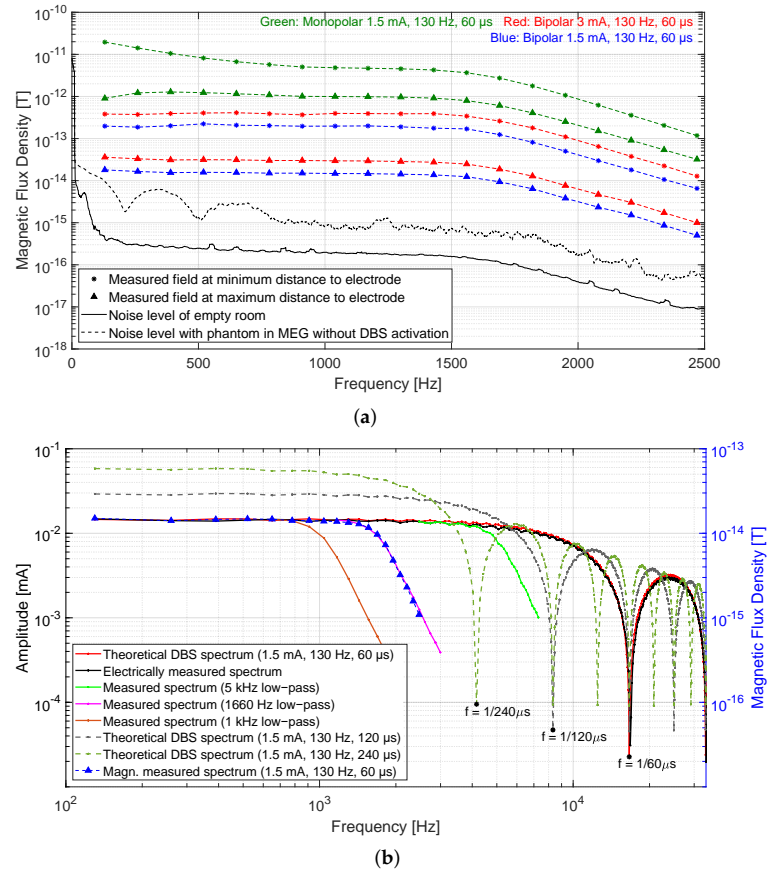 Green: Monopolar 1.5 mA, 130 Hz, 60 µs Red: Bipolar 3 mA, 130 Hz, 60 µs
Blue: Bipolar 1.5 mA, 130 Hz, 60 µs
Magnetic Flux Density [T]
10^-10
10^-11
10^-12
10^-13
10^-14
10^-15
10^-16
10^-17
10^-18
Measured field at minimum distance to electrode
Measured field at maximum distance to electrode
Noise level of empty room
Noise level with phantom in MEG without DBS activation
0 500 1000 1500 2000 2500
Frequency [Hz]
(a)
Amplitude [mA]
10^-1
10^-2
10^-3
10^-4
Magnetic Flux Density [T]
10^-13
10^-14
10^-15
10^-16
f = 1/240µs
f = 1/120µs
f = 1/60µs
Theoretical DBS spectrum (1.5 mA, 130 Hz, 60 µs)
Electrically measured spectrum
Measured spectrum (5 kHz low-pass)
Measured spectrum (1660 Hz low-pass)
Measured spectrum (1 kHz low-pass)
Theoretical DBS spectrum (1.5 mA, 130 Hz, 120 µs)
Theoretical DBS spectrum (1.5 mA, 130 Hz, 240 µs)
Magn. measured spectrum (1.5 mA, 130 Hz, 60 µs)
10^2 10^3 10^4
Frequency [Hz]
(b)